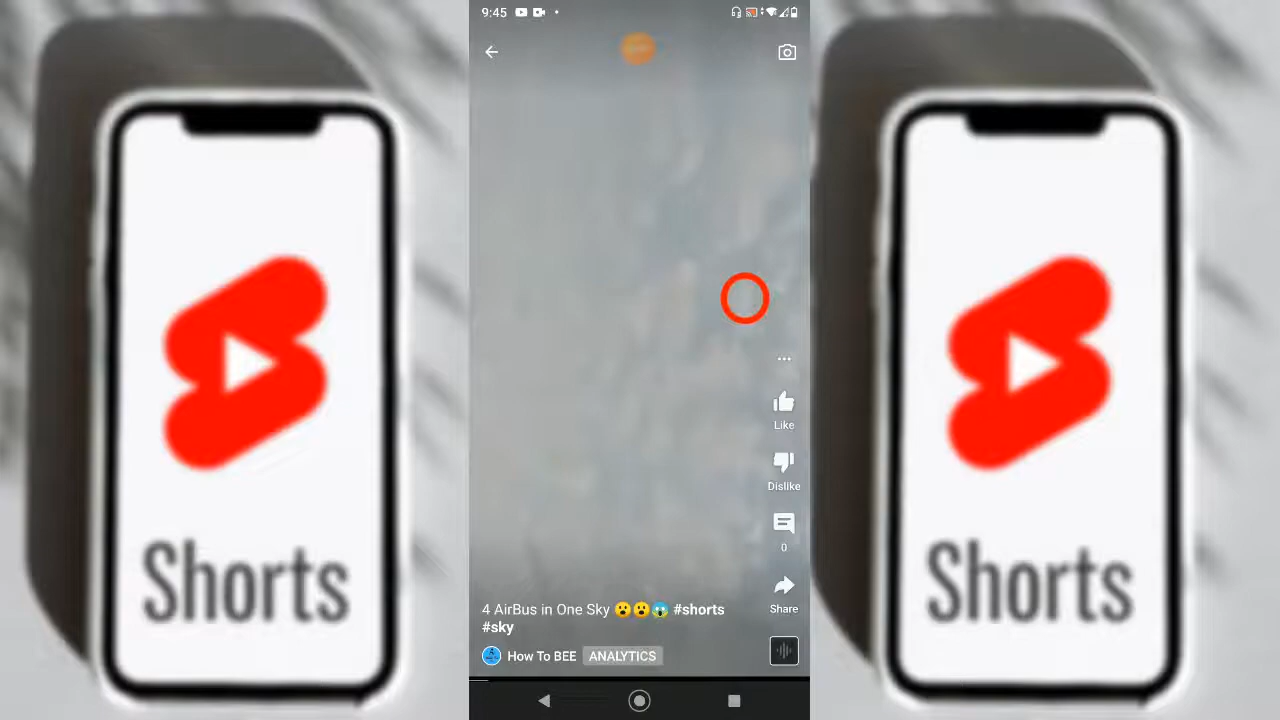 9:45
Like
Dislike
0
Share
4 AirBus in One Sky 😮😮😱 #shorts
#sky
How To BEE ANALYTICS
Shorts
Shorts